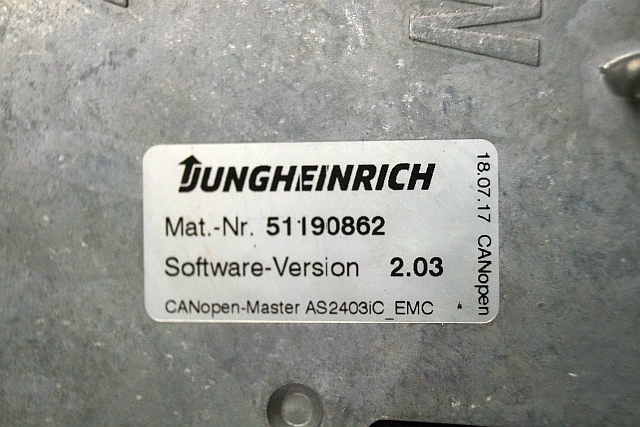 JUNGHEINRICH
Mat.-Nr. 51190862
Software-Version 2.03
CANopen-Master AS2403iC_EMC
18.07.17 CANopen